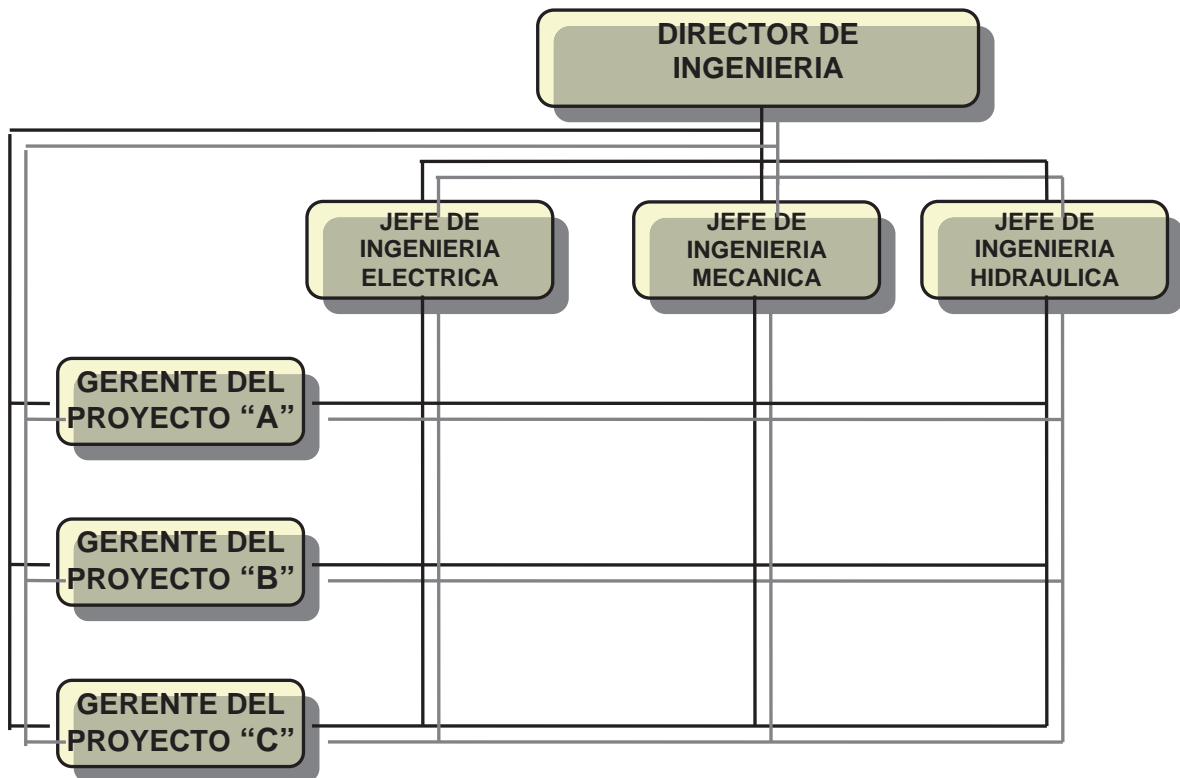 DIRECTOR DE
INGENIERIA
JEFE DE
INGENIERIA
ELECTRICA
JEFE DE
INGENIERIA
MECANICA
JEFE DE
INGENIERIA
HIDRAULICA
GERENTE DEL
PROYECTO “A”
GERENTE DEL
PROYECTO “B”
GERENTE DEL
PROYECTO “C”